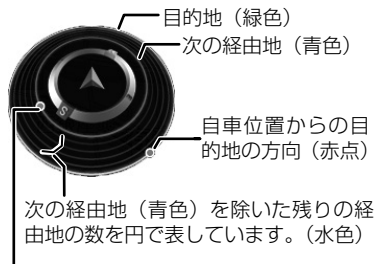 目的地（緑色）
次の経由地（青色）
S
自車位置からの目
的地の方向（赤点）
次の経由地（青色）を除いた残りの経
由地の数を円で表しています。（水色）